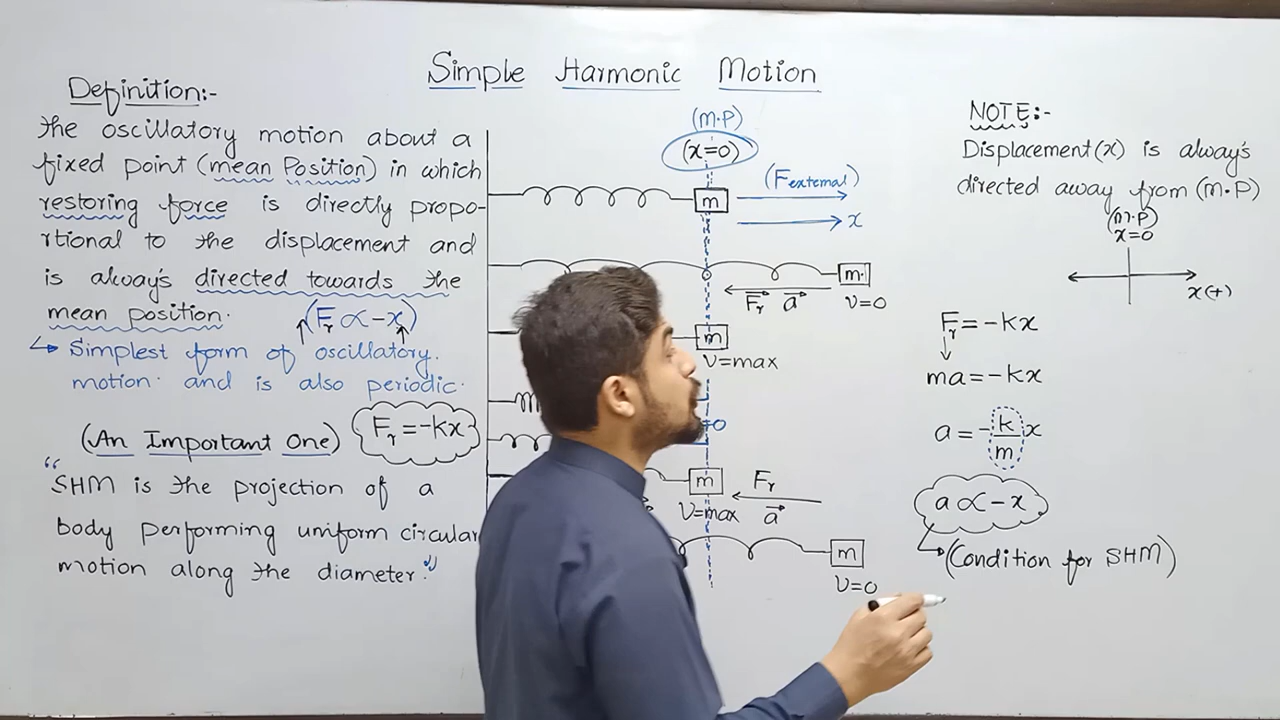 Simple Harmonic Motion
Definition:-
the oscillatory motion about a
fixed point (mean Position) in which
restoring force is directly propo-
rtional to the displacement and
is alway's directed towards the
mean position.
(Fr ∝ -x)
↳ Simplest form of oscillatory
motion and is also periodic.
(An Important One)
Fr = -kx
“SHM is the projection of a
body performing uniform circular
motion along the diameter.”
(m.p)
(x=0)
m
(Fexternal)
x
m
Fr a
v=0
m
v=max
=0
m
Fr
v=max
a
m
v=0
NOTE:-
Displacement(x) is alway's
directed away from (m.p)
(m.p)
x=0
x(+)
Fr = -kx
ma = -kx
a = -k/m x
a ∝ -x
↳ (Condition for SHM)